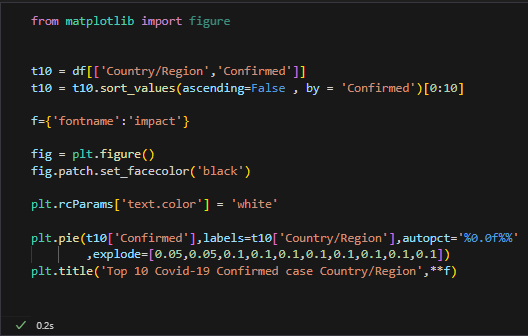 from matplotlib import figure
t10 = df[['Country/Region','Confirmed']]
t10 = t10.sort_values(ascending=False , by = 'Confirmed')[0:10]
f={'fontname':'impact'}
fig = plt.figure()
fig.patch.set_facecolor('black')
plt.rcParams['text.color'] = 'white'
plt.pie(t10['Confirmed'],labels=t10['Country/Region'],autopct='%0.0f%%'
,explode=[0.05,0.05,0.1,0.1,0.1,0.1,0.1,0.1,0.1,0.1])
plt.title('Top 10 Covid-19 Confirmed case Country/Region',**f)
0.2s